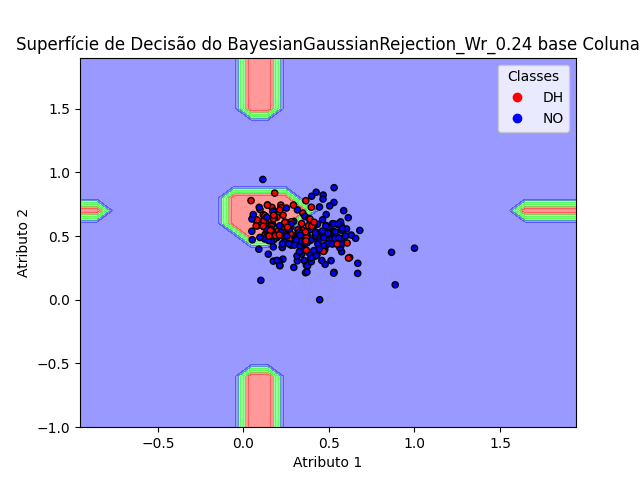 Superfície de Decisão do BayesianGaussianRejection_Wr_0.24 base Coluna
Classes
DH
NO
1.5
1.0
0.5
0.0
−0.5
−1.0
Atributo 2
−0.5
0.0
0.5
1.0
1.5
Atributo 1